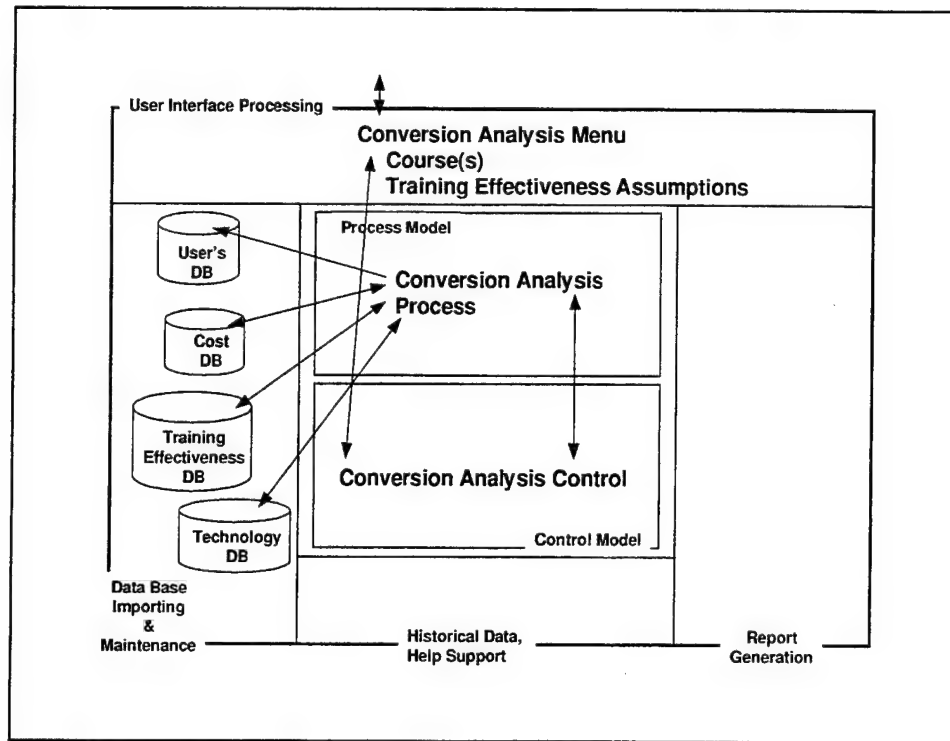 User Interface Processing
Conversion Analysis Menu
Course(s)
Training Effectiveness Assumptions
User's
DB
Cost
DB
Training
Effectiveness
DB
Technology
DB
Data Base
Importing
&
Maintenance
Process Model
Conversion Analysis
Process
Conversion Analysis Control
Control Model
Historical Data,
Help Support
Report
Generation